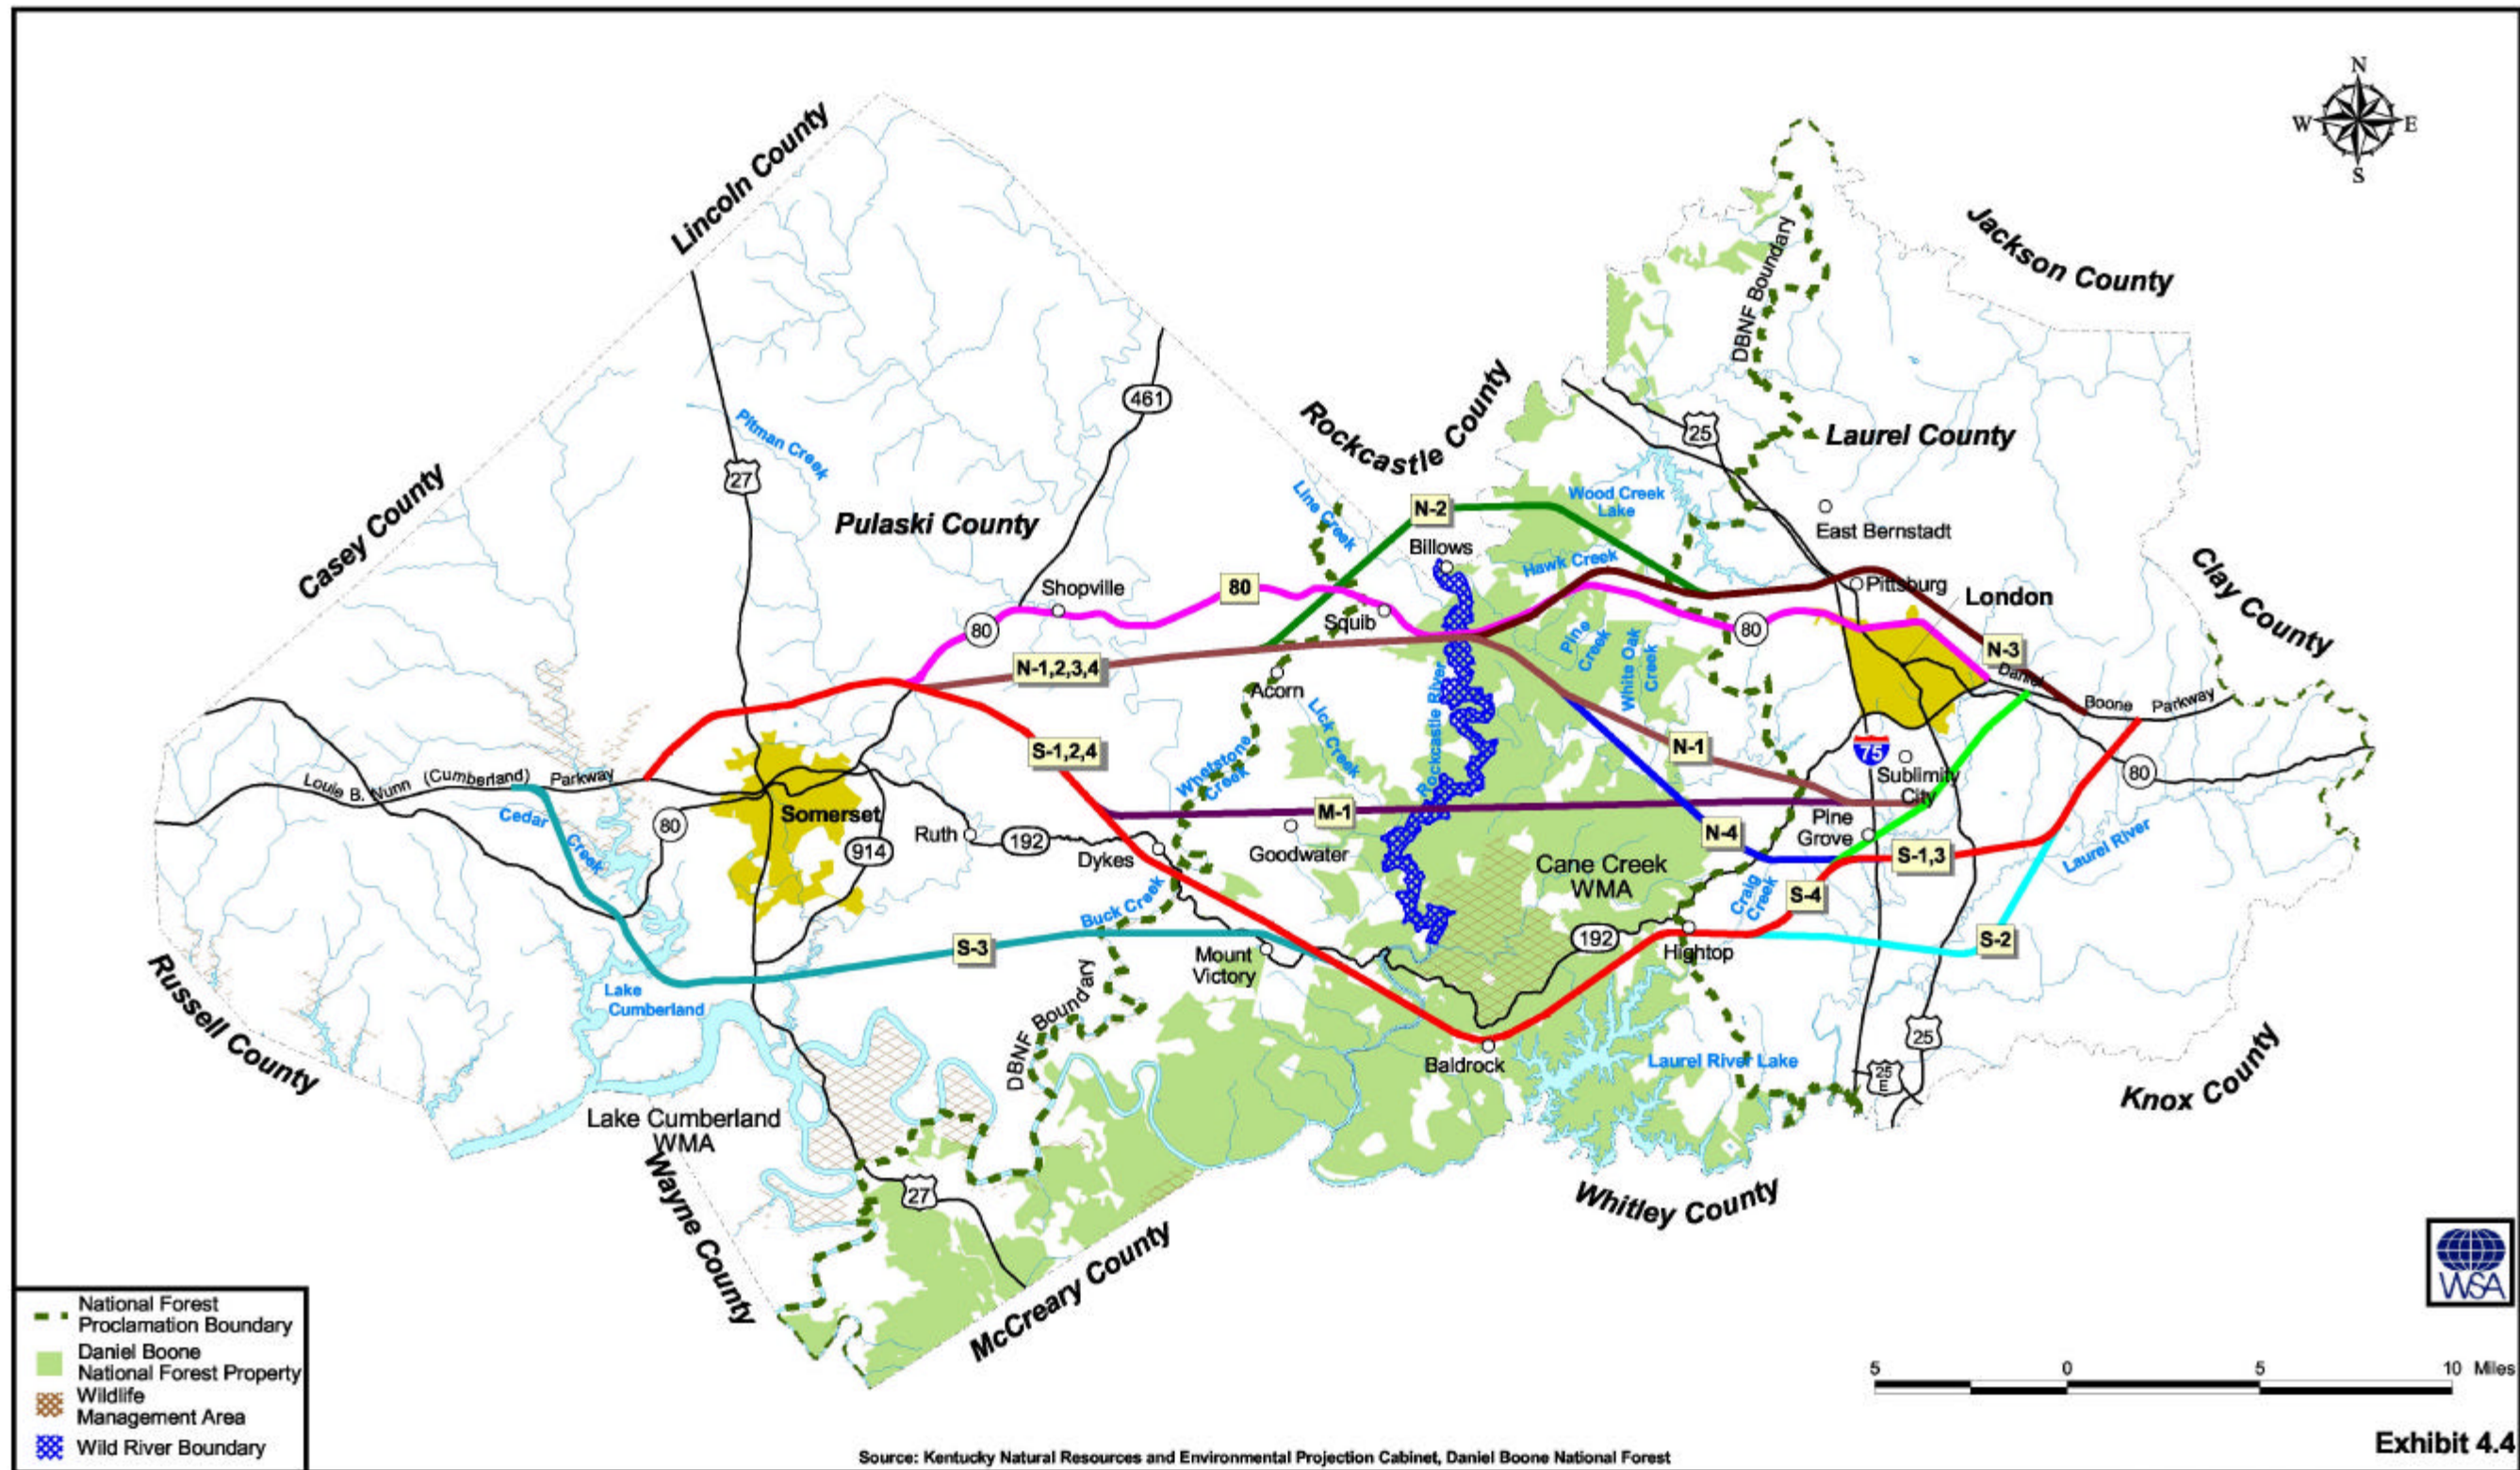 N
W E
S
Lincoln County
Jackson County
DBNF Boundary
Rockcastle County
461
25
Laurel County
Pitman Creek
27
Casey County
Pulaski County
Line Creek
N-2
Wood Creek
Lake
East Bernstadt
Billows
Hawk Creek
Clay County
Shopville
80
Pittsburg
London
80
Squib
Pine
Creek
White Oak
Creek
80
N-3
N-1,2,3,4
Acorn
Daniel
Boone Parkway
Lick Creek
Rockcastle River
S-1,2,4
Whetstone
Creek
N-1
75
Sublimity
City
80
Louie B. Nunn (Cumberland) Parkway
Cedar
Creek
80
Somerset
M-1
Pine
Grove
Ruth
192
914
Dykes
Goodwater
N-4
Laurel River
S-1,3
Cane Creek
WMA
Craig
Creek
S-4
Buck Creek
S-3
192
Mount
Victory
Hightop
S-2
Russell County
Lake
Cumberland
DBNF Boundary
25
Baldrock
Laurel River Lake
25
E
Knox County
Lake Cumberland
WMA
Wayne County
27
Whitley County
McCreary County
WSA
National Forest
Proclamation Boundary
Daniel Boone
National Forest Property
Wildlife
Management Area
Wild River Boundary
5 0 5 10 Miles
Exhibit 4.4
Source: Kentucky Natural Resources and Environmental Projection Cabinet, Daniel Boone National Forest